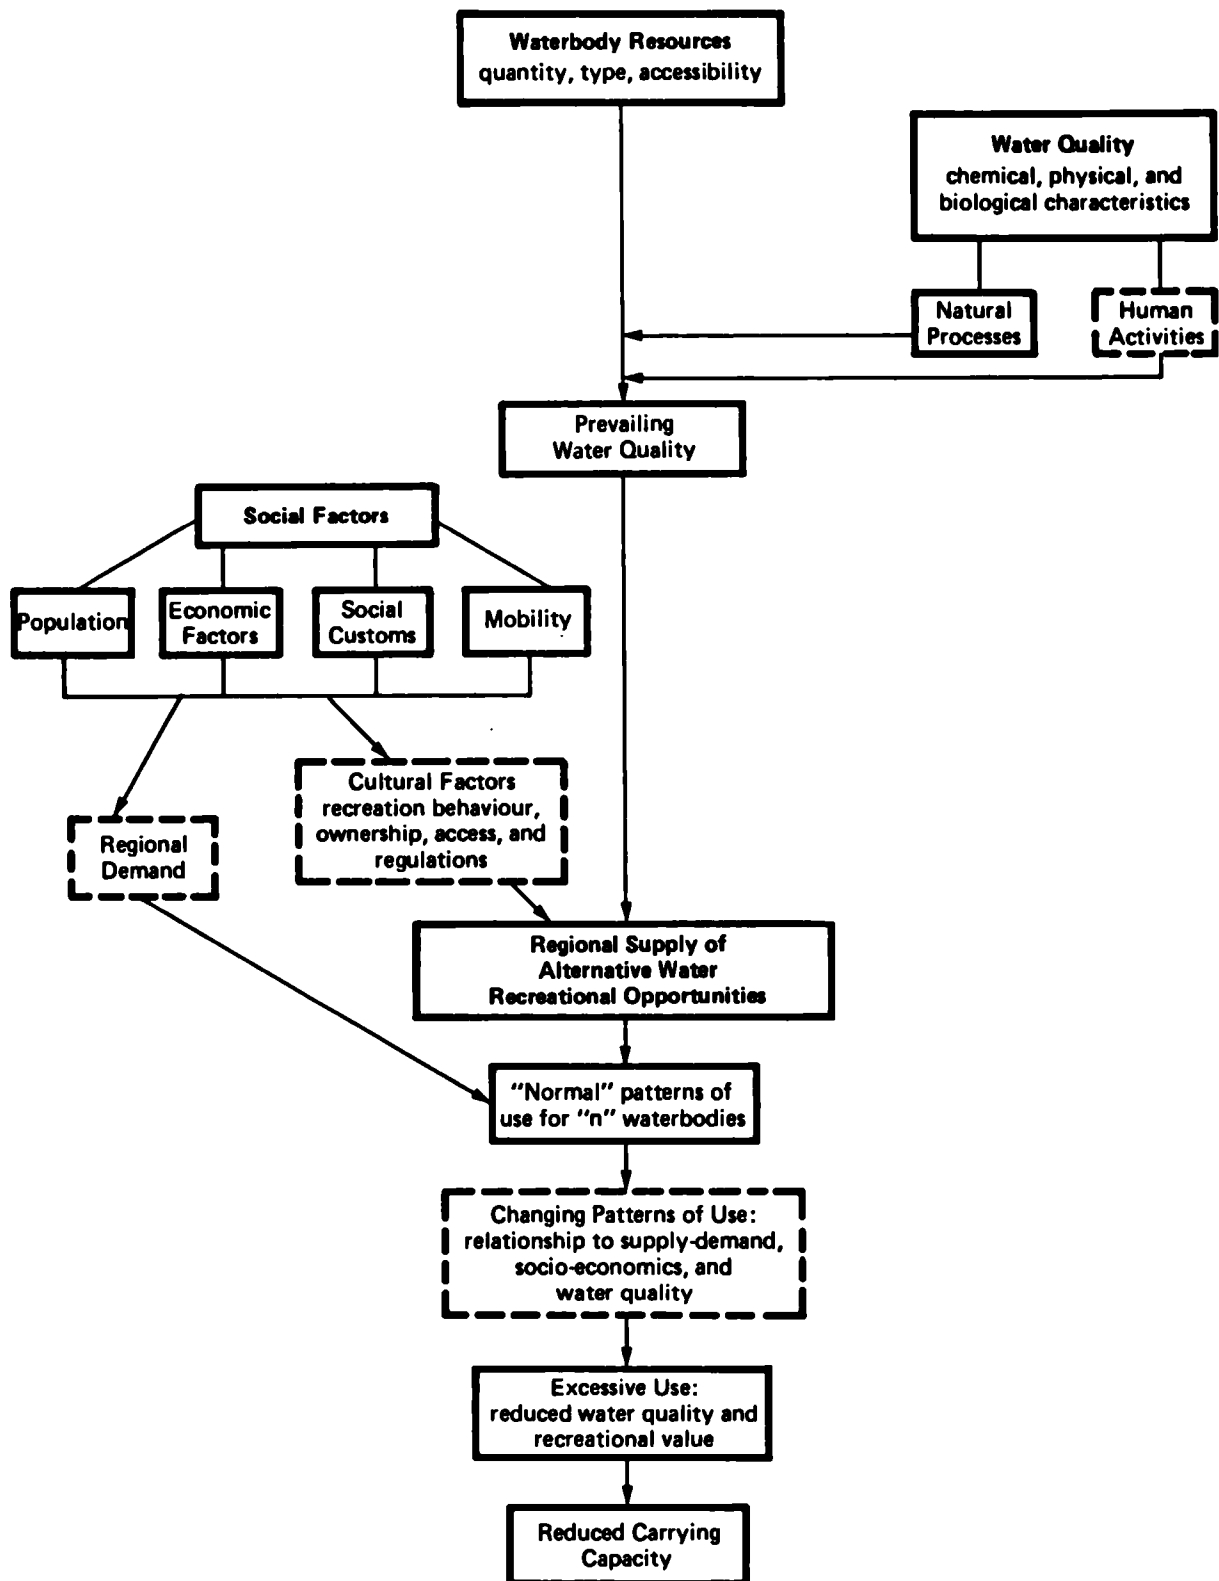 Waterbody Resources
quantity, type, accessibility
Water Quality
chemical, physical, and
biological characteristics
Natural
Processes
Human
Activities
Prevailing
Water Quality
Social Factors
Population
Economic
Factors
Social
Customs
Mobility
Cultural Factors
recreation behaviour,
ownership, access, and
regulations
Regional
Demand
Regional Supply of
Alternative Water
Recreational Opportunities
"Normal" patterns of
use for "n" waterbodies
Changing Patterns of Use:
relationship to supply-demand,
socio-economics, and
water quality
Excessive Use:
reduced water quality and
recreational value
Reduced Carrying
Capacity